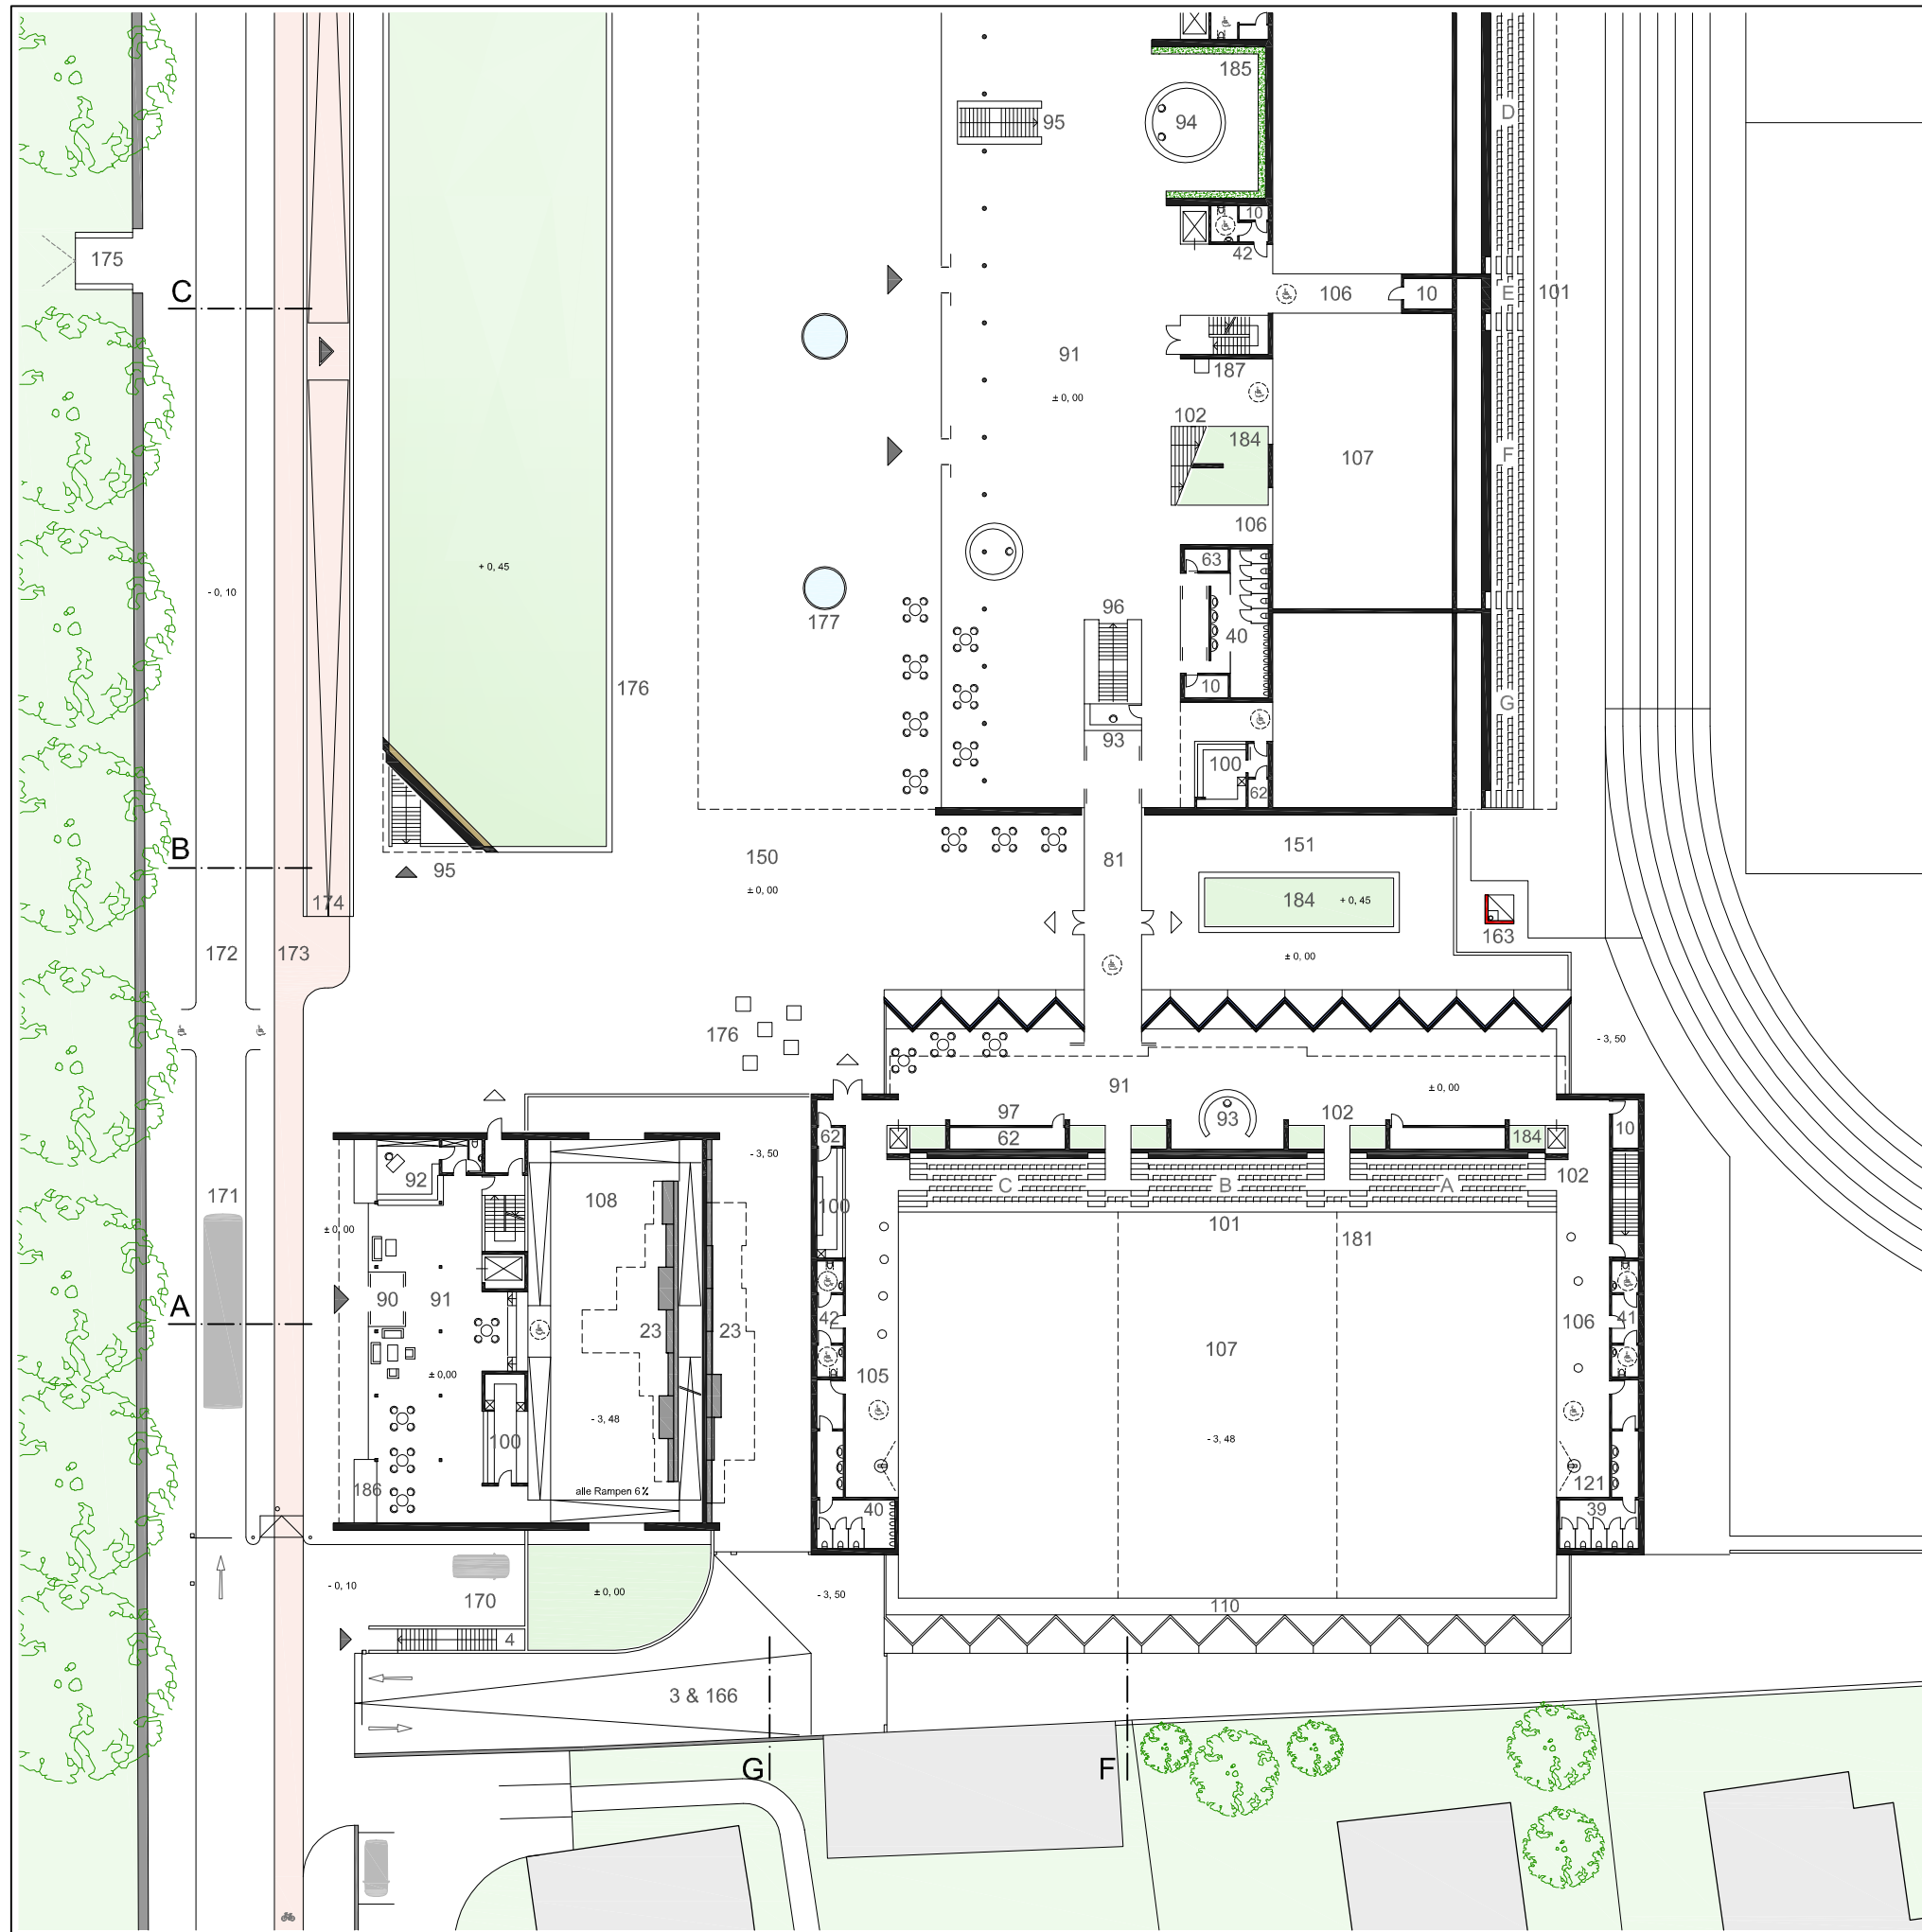 185
D
95
94
10
175
42
C
106
10
E
101
91
187
± 0, 00
102
184
F
107
106
+ 0, 45
- 0, 10
63
96
177
40
176
10
G
93
100
62
151
B
150
81
95
± 0, 00
184
+ 0, 45
174
163
172
173
± 0, 00
176
- 3, 50
91
± 0, 00
97
93
102
62
62
184
10
- 3, 50
92
108
C
B
A
102
171
100
101
± 0, 00
181
90
91
A
23
23
42
106
41
107
± 0,00
105
- 3, 48
- 3, 48
100
186
alle Rampen 6%
121
40
39
- 0, 10
± 0, 00
- 3, 50
170
110
4
3 & 166
G
F